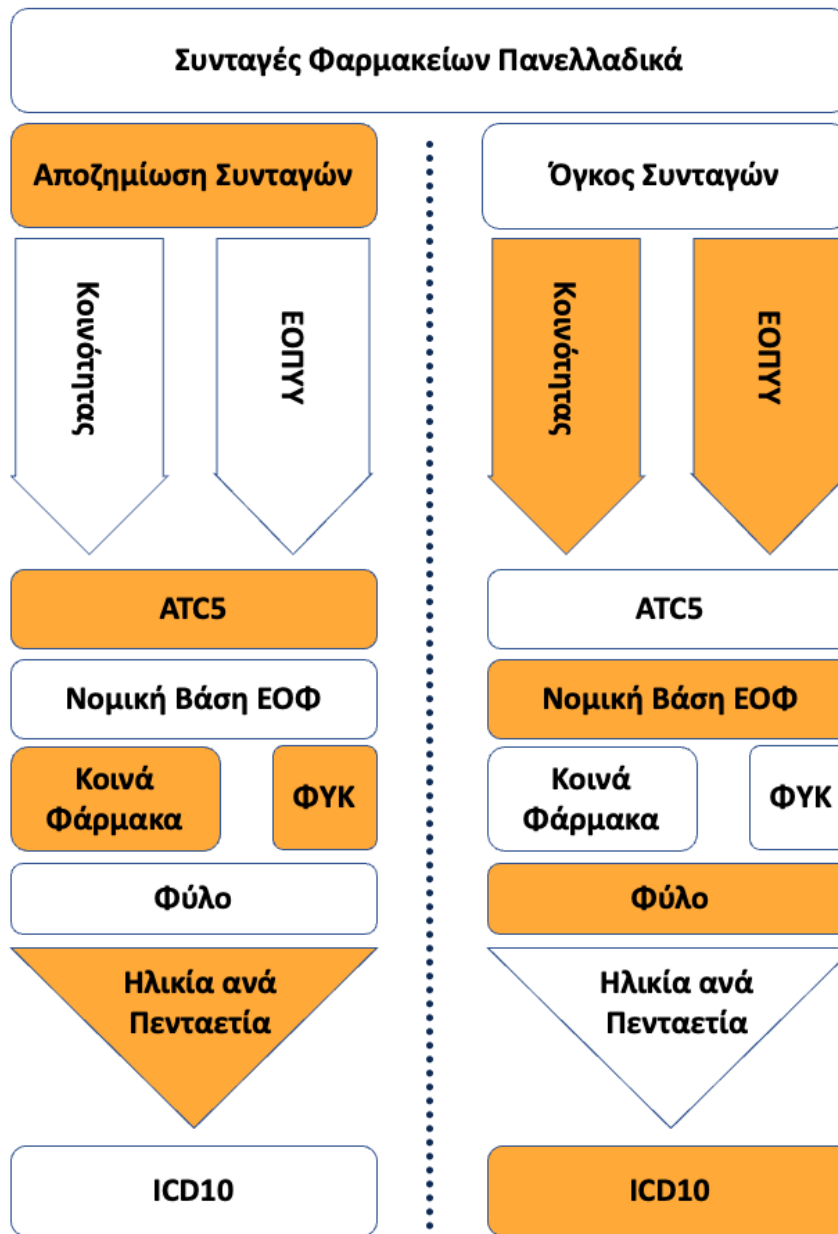 Συνταγές Φαρμακείων Πανελλαδικά
Αποζημίωση Συνταγών
Κοινότητας
ΕΟΠΥΥ
ATC5
Νομική Βάση ΕΟΦ
Κοινά
Φάρμακα
ΦΥΚ
Φύλο
Ηλικία ανά
Πενταετία
ICD10
Όγκος Συνταγών
Κοινότητας
ΕΟΠΥΥ
ATC5
Νομική Βάση ΕΟΦ
Κοινά
Φάρμακα
ΦΥΚ
Φύλο
Ηλικία ανά
Πενταετία
ICD10